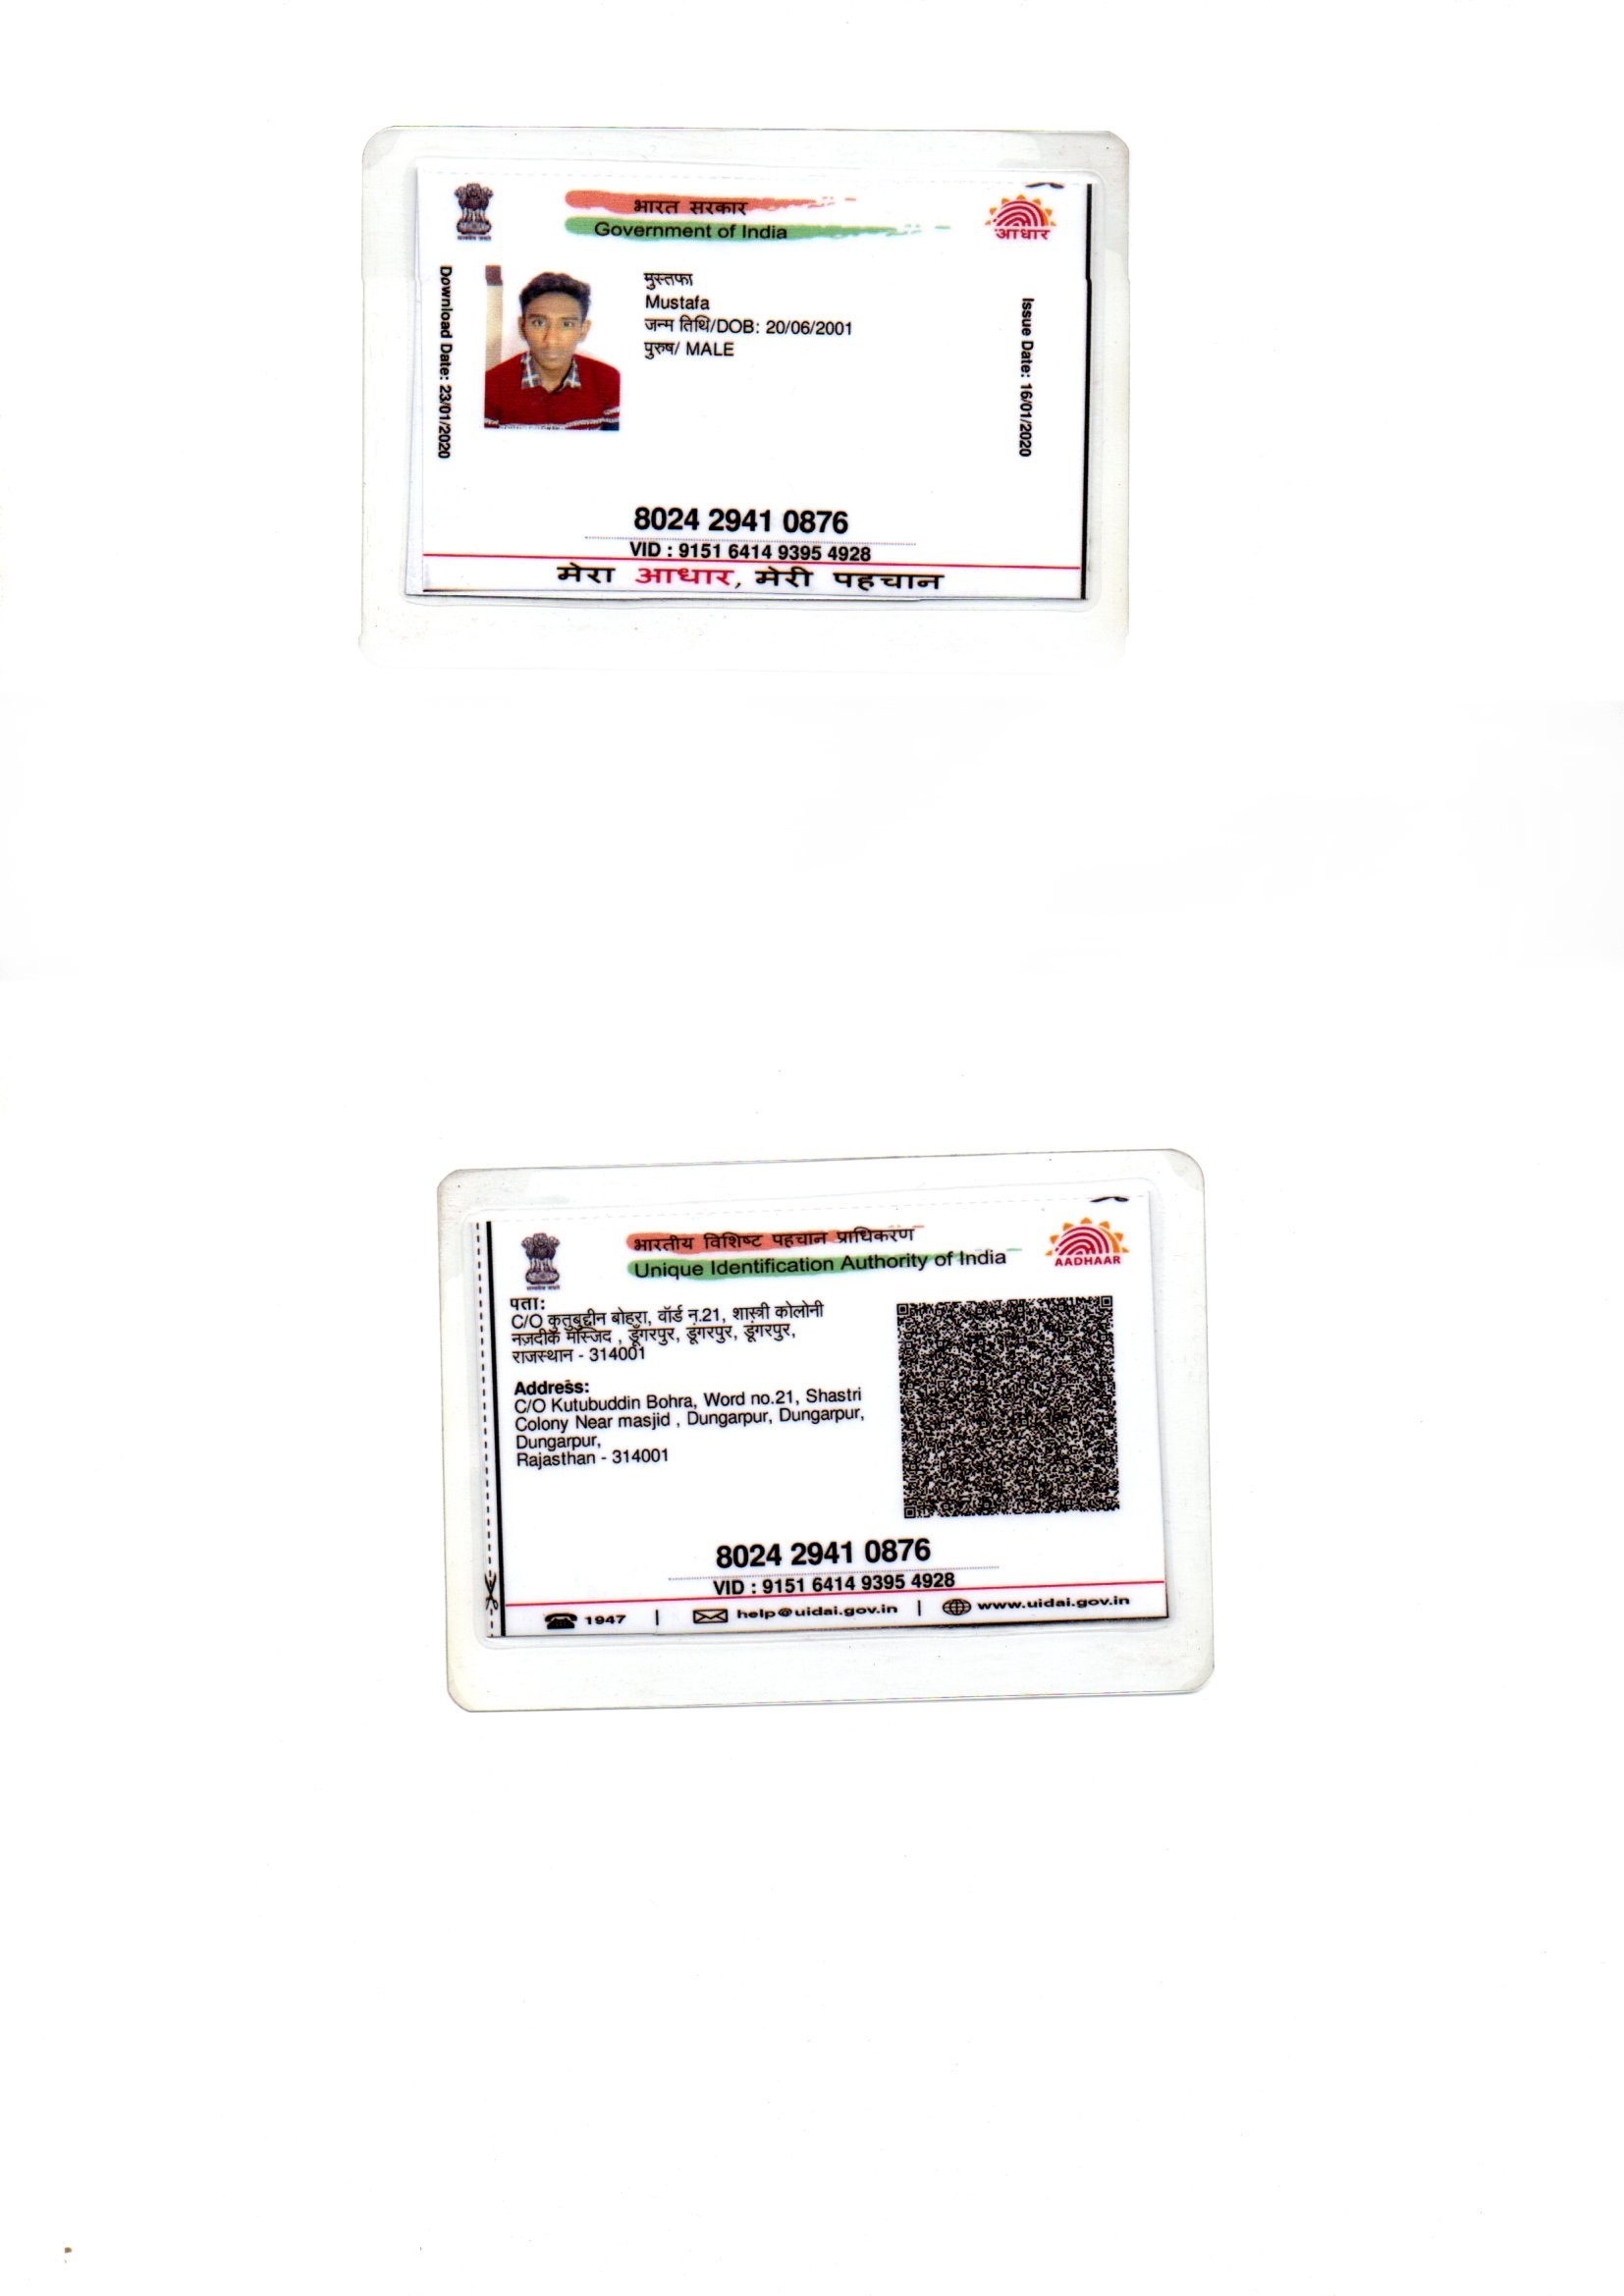 भारत सरकार
Government of India
आधार
Download Date: 23/01/2020
मुस्तफा
Mustafa
जन्म तिथि/DOB: 20/06/2001
पुरुष/ MALE
Issue Date: 16/01/2020
8024 2941 0876
VID : 9151 6414 9395 4928
मेरा आधार, मेरी पहचान
भारतीय विशिष्ट पहचान प्राधिकरण
Unique Identification Authority of India
AADHAAR
पता:
C/O कुतुबुद्दीन बोहरा, वॉर्ड न.21, शास्त्री कोलोनी
नज़दीक मस्जिद , डूँगरपुर, डूंगरपुर, डूंगरपुर,
राजस्थान - 314001
Address:
C/O Kutubuddin Bohra, Word no.21, Shastri
Colony Near masjid , Dungarpur, Dungarpur,
Dungarpur,
Rajasthan - 314001
8024 2941 0876
VID : 9151 6414 9395 4928
1947 | help@uidai.gov.in | www.uidai.gov.in